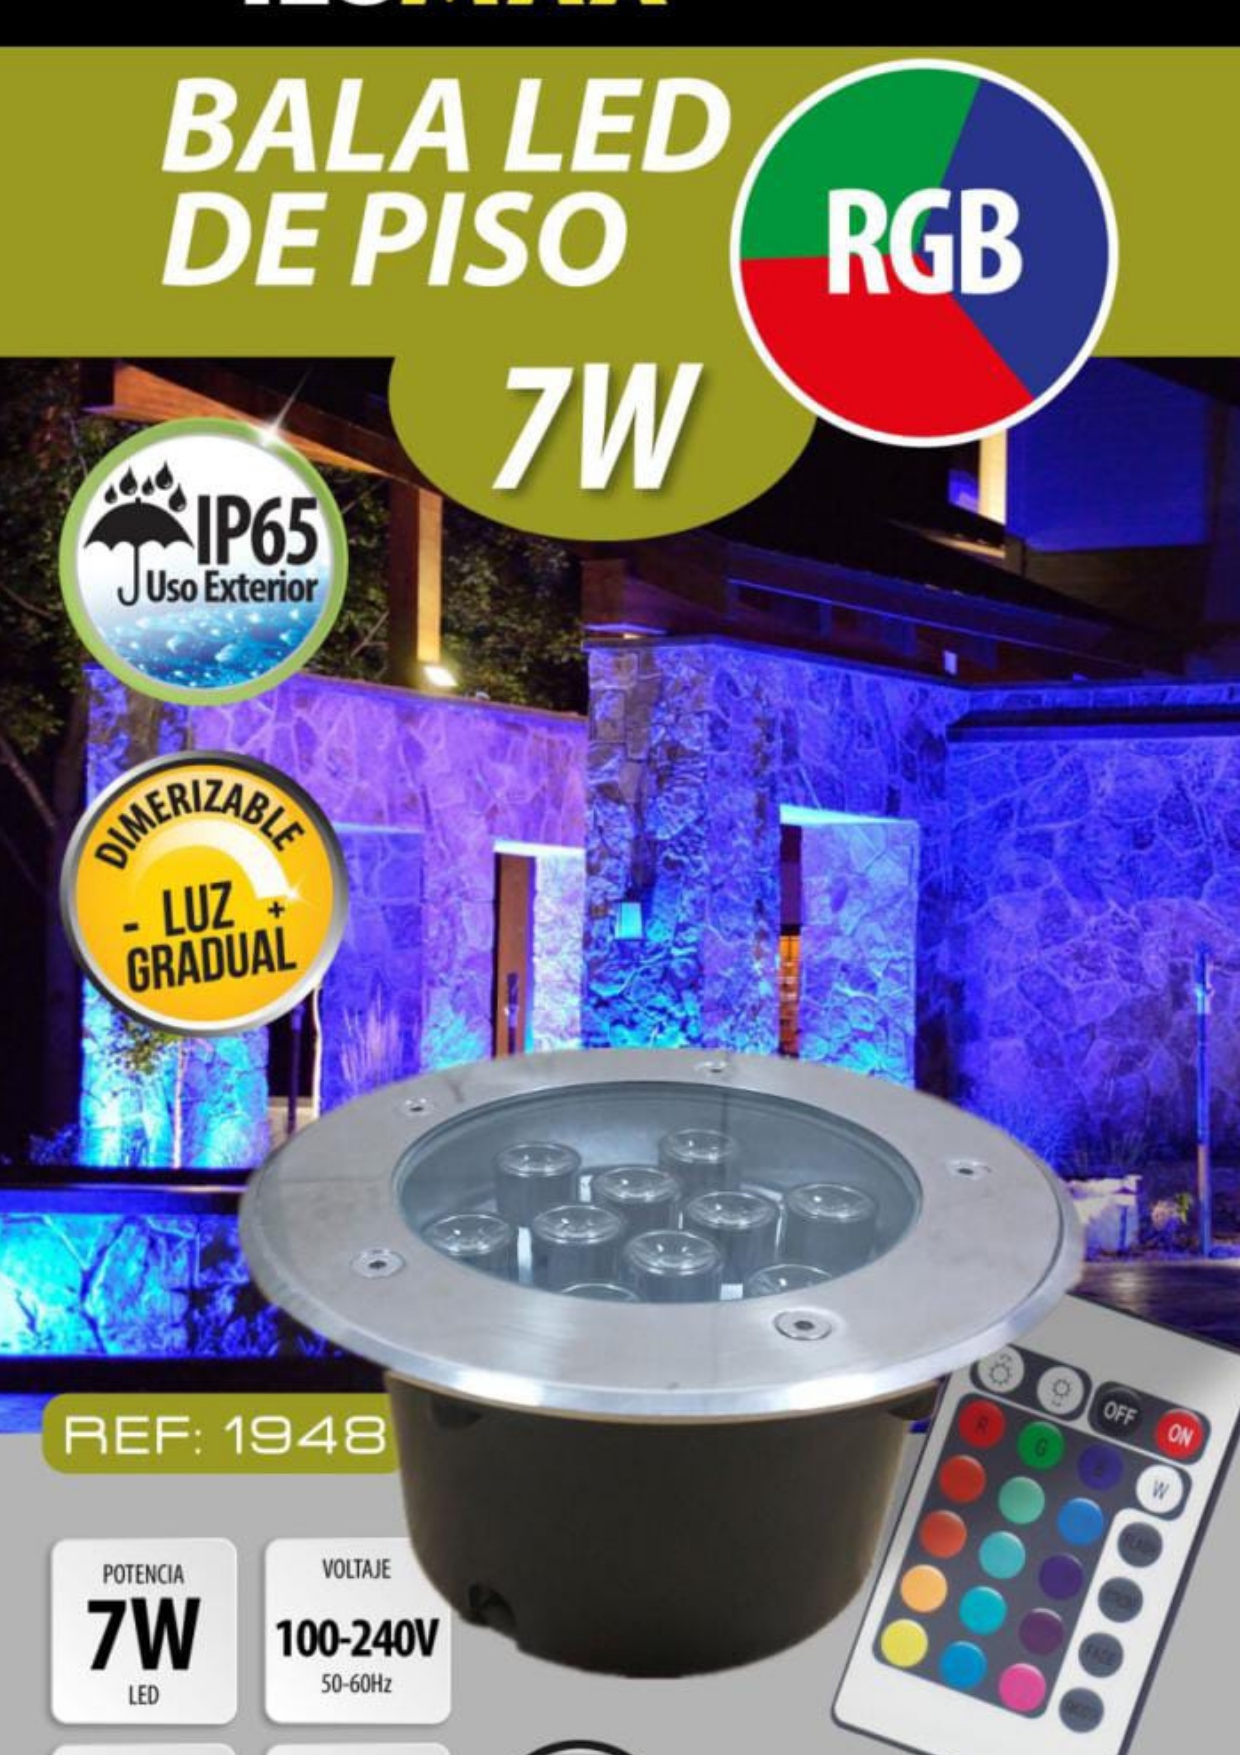 BALA LED
DE PISO
RGB
7W
IP65
Uso Exterior
DIMERIZABLE
- LUZ +
GRADUAL
REF: 1948
OFF
ON
R
G
B
W
FADE
POTENCIA
7W
LED
VOLTAJE
100-240V
50-60Hz